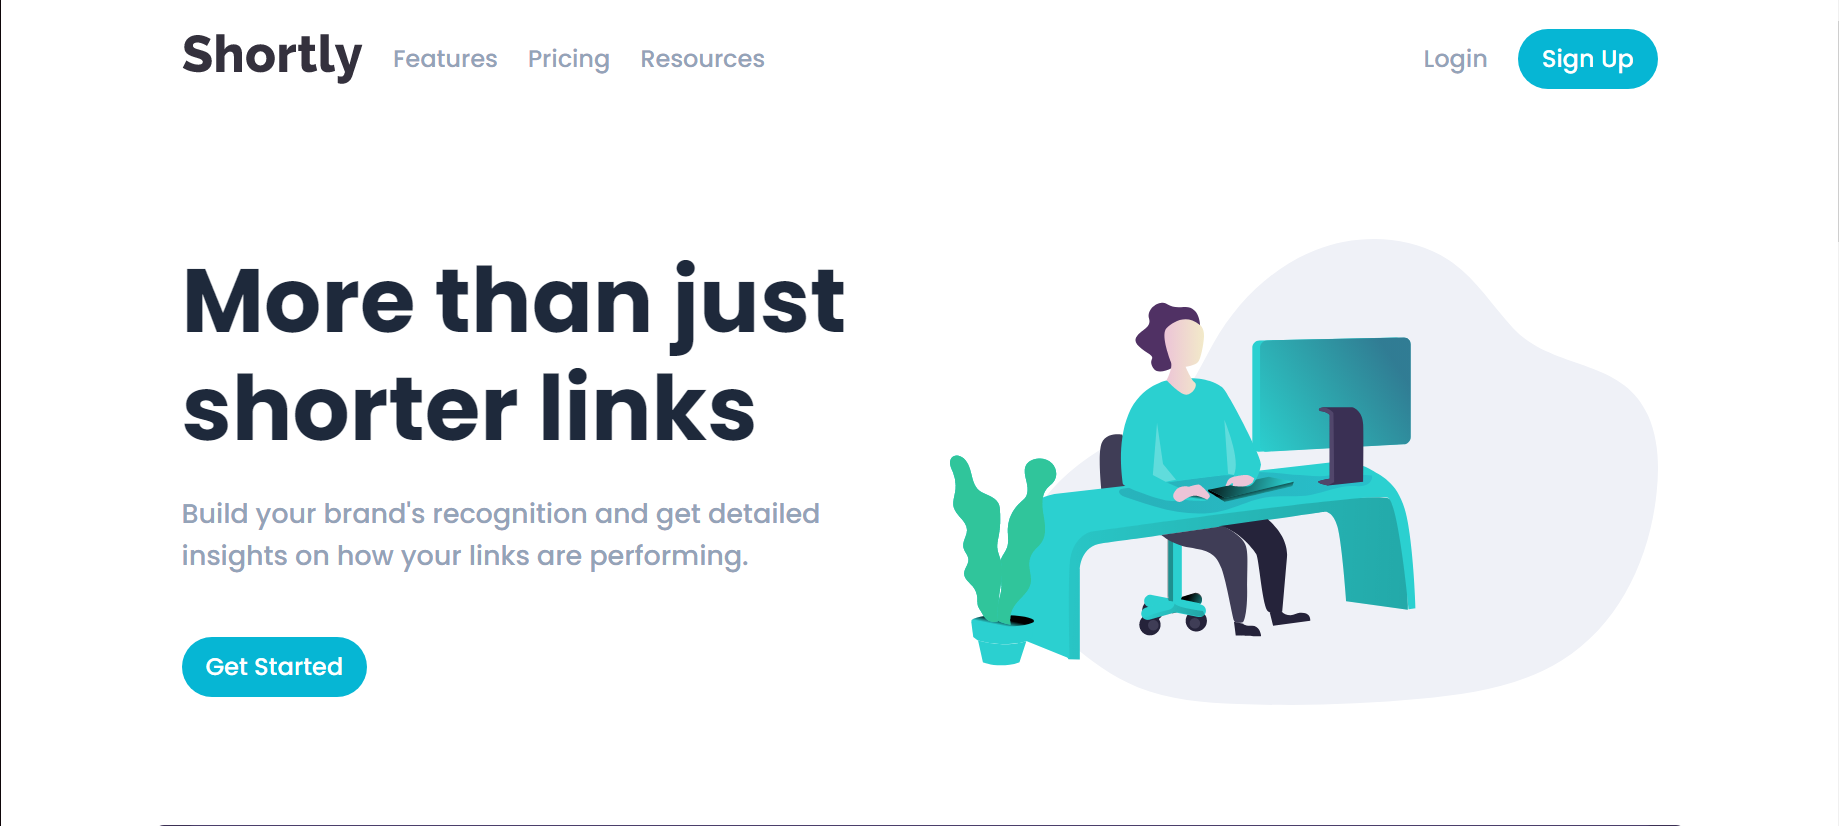 Shortly
Features
Pricing
Resources
Login
Sign Up
More than just
shorter links
Build your brand's recognition and get detailed
insights on how your links are performing.
Get Started